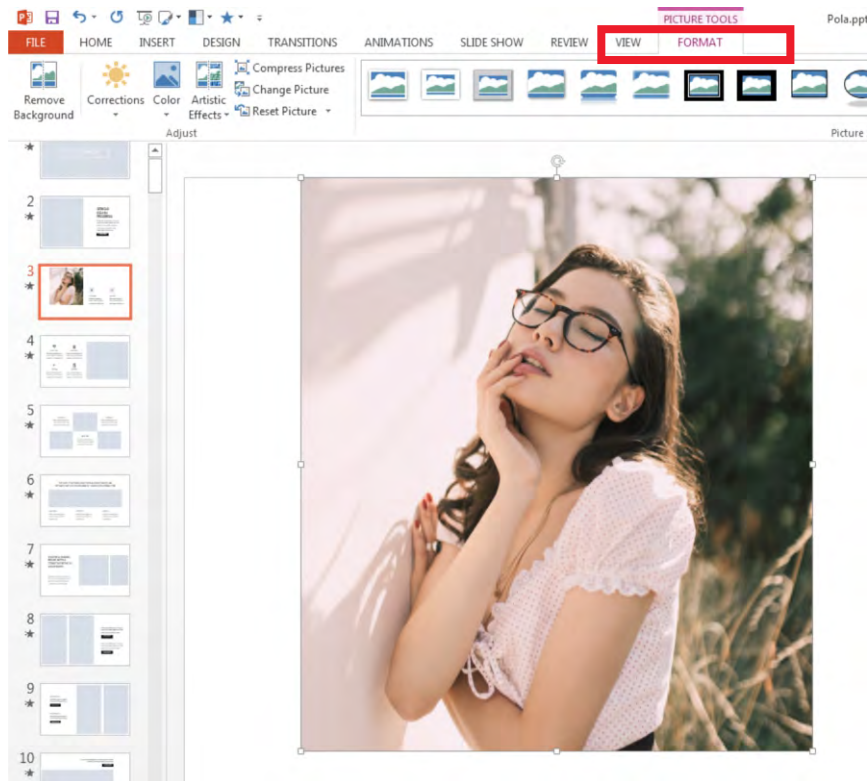 PICTURE TOOLS
Pola.ppt
FILE HOME INSERT DESIGN TRANSITIONS ANIMATIONS SLIDE SHOW REVIEW VIEW FORMAT
Compress Pictures
Change Picture
Reset Picture
Remove Background
Corrections
Color
Artistic Effects
Adjust
Picture
2
3
4
5
6
7
8
9
10